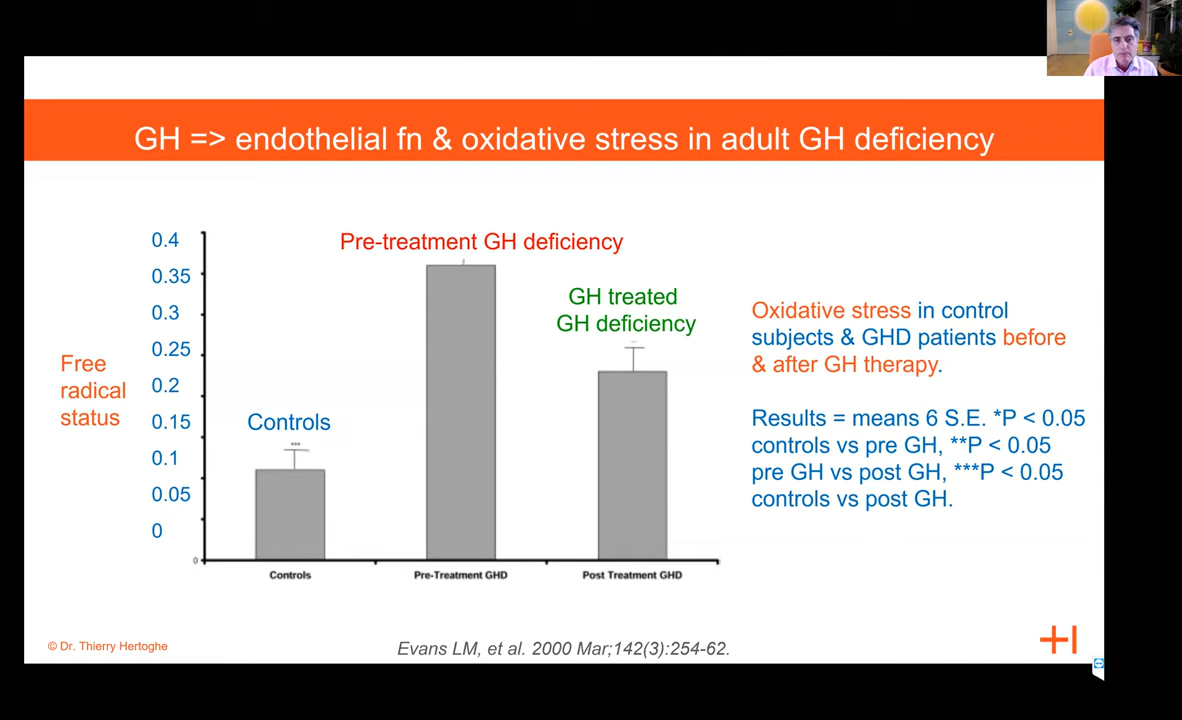 GH => endothelial fn & oxidative stress in adult GH deficiency
0.4
0.35
0.3
0.25
0.2
0.15
0.1
0.05
0
0
Free
radical
status
Controls
***
Pre-treatment GH deficiency
GH treated
GH deficiency
Controls
Pre-Treatment GHD
Post Treatment GHD
Oxidative stress in control
subjects & GHD patients before
& after GH therapy.
Results = means 6 S.E. *P < 0.05
controls vs pre GH, **P < 0.05
pre GH vs post GH, ***P < 0.05
controls vs post GH.
© Dr. Thierry Hertoghe
Evans LM, et al. 2000 Mar;142(3):254-62.